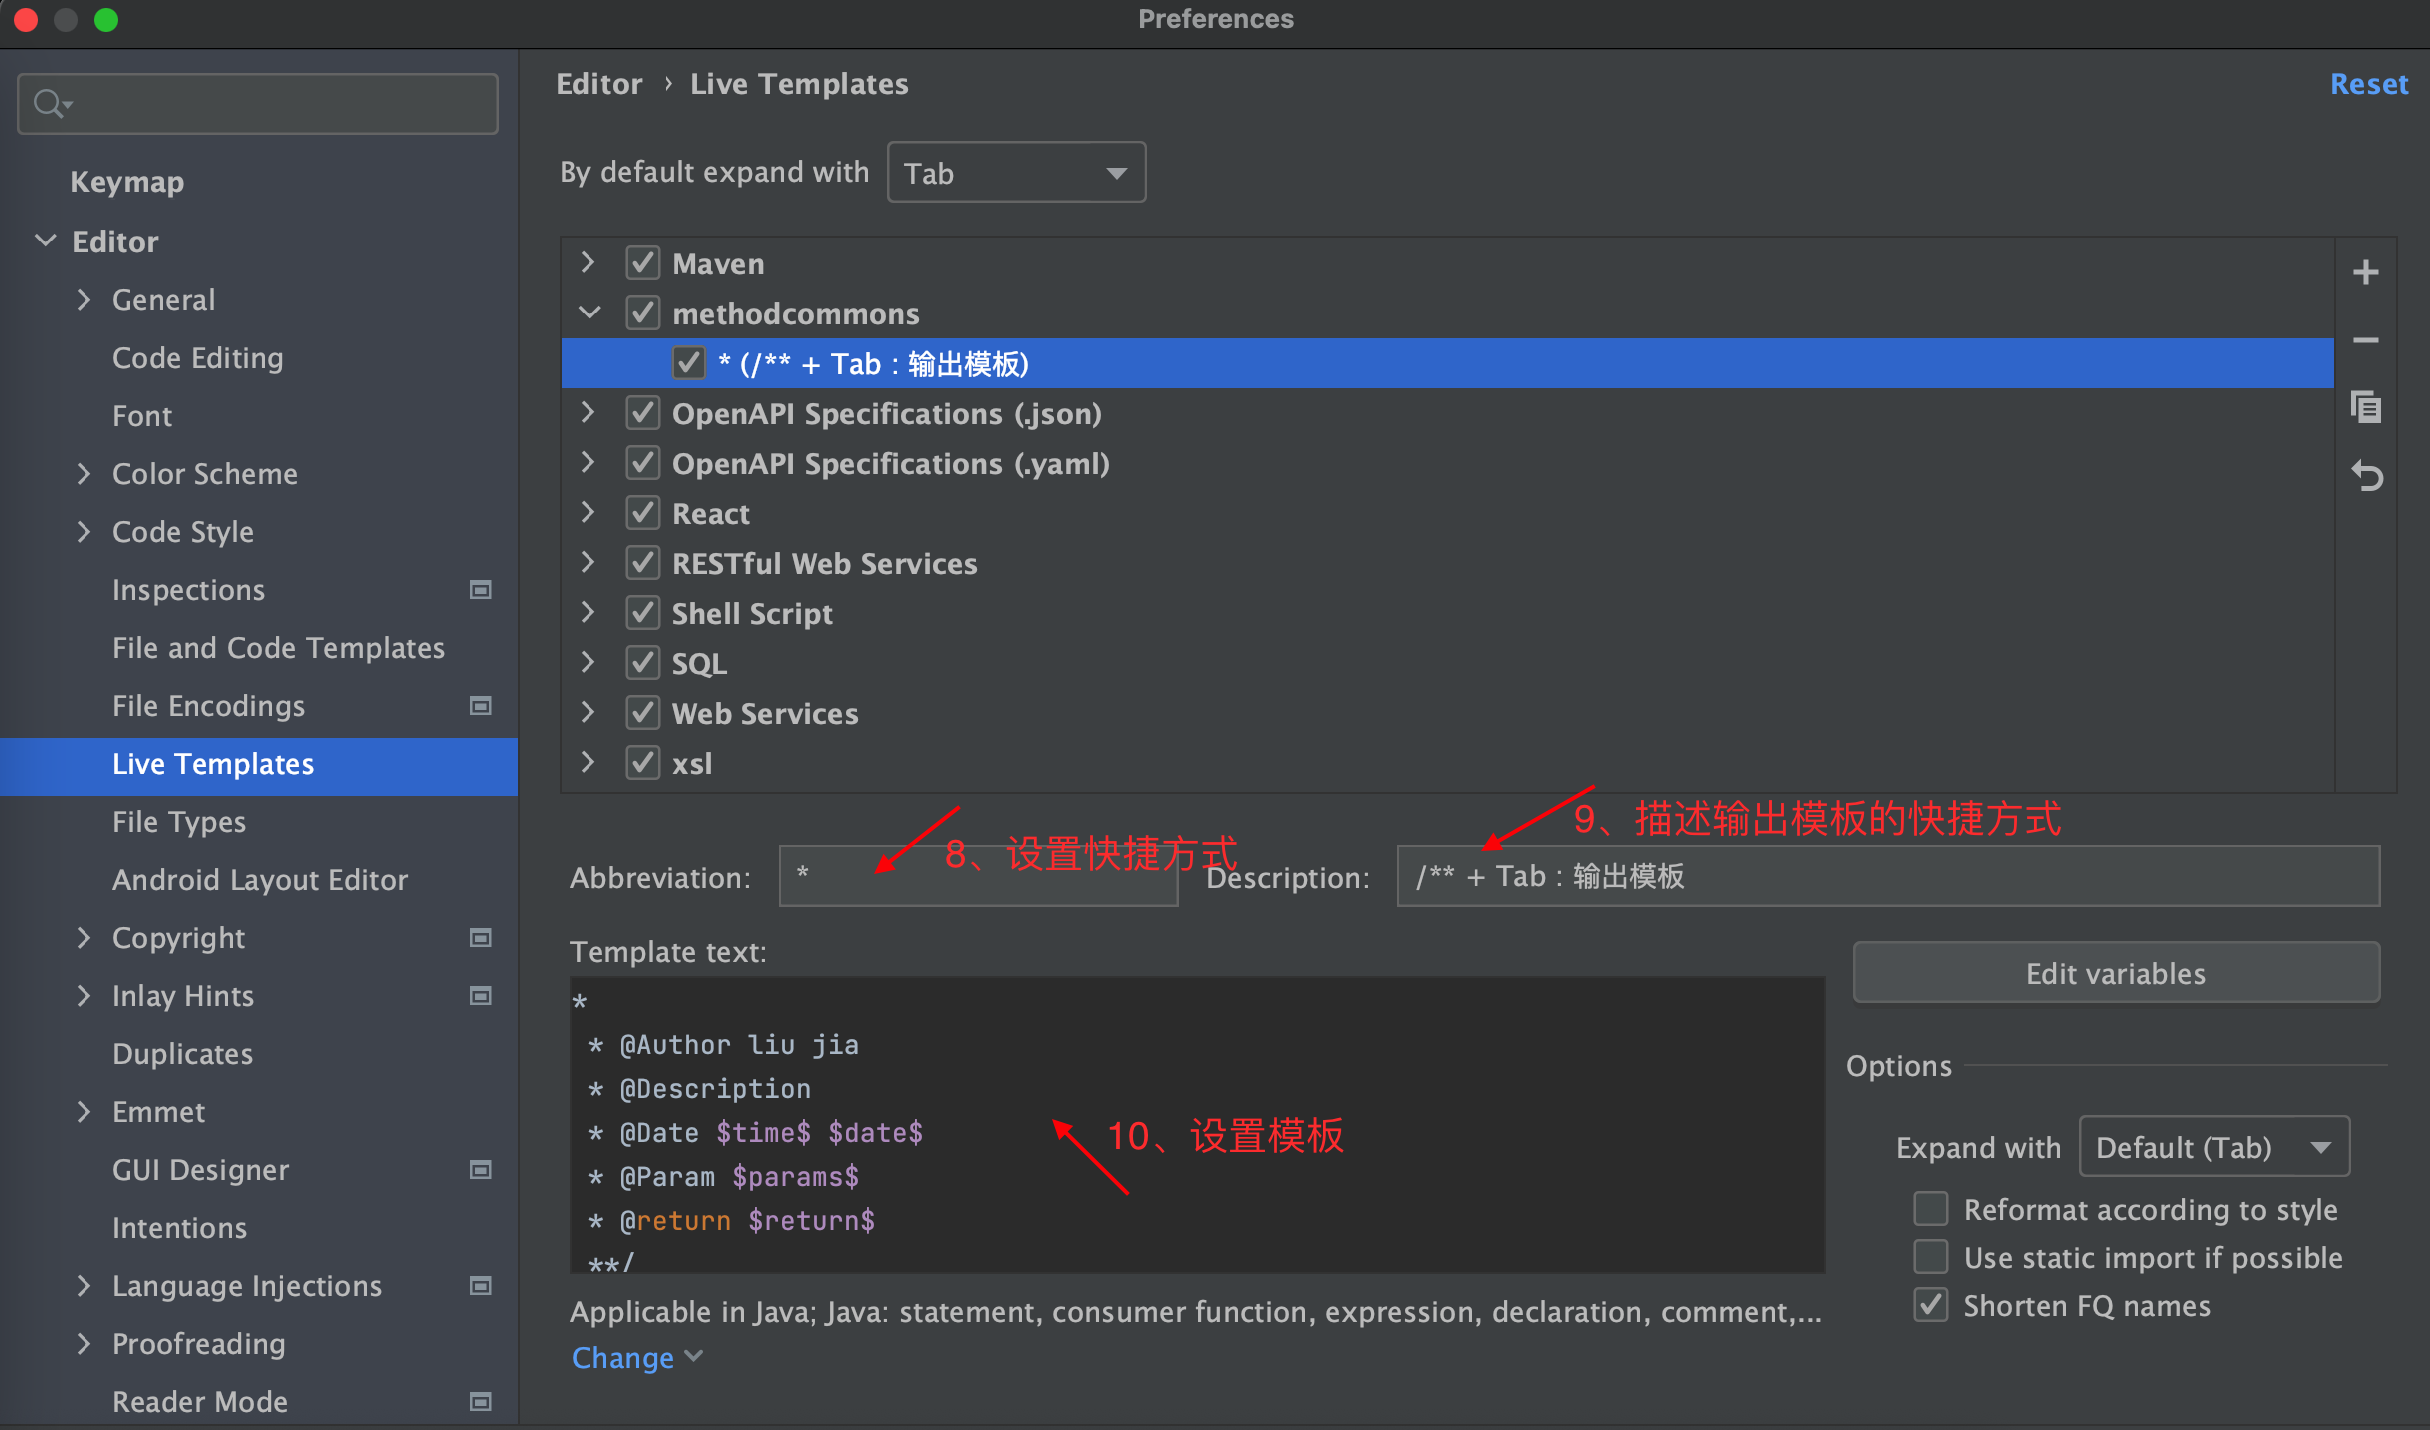 Preferences
Keymap
Editor
General
Code Editing
Font
Color Scheme
Code Style
Inspections
File and Code Templates
File Encodings
Live Templates
File Types
Android Layout Editor
Copyright
Inlay Hints
Duplicates
Emmet
GUI Designer
Intentions
Language Injections
Proofreading
Reader Mode
Editor › Live Templates
Reset
By default expand with Tab
Maven
methodcommons
* (/** + Tab : 输出模板)
OpenAPI Specifications (.json)
OpenAPI Specifications (.yaml)
React
RESTful Web Services
Shell Script
SQL
Web Services
xsl
9、描述输出模板的快捷方式
8、设置快捷方式
Abbreviation: *
Description: /** + Tab : 输出模板
Template text:
*
* @Author liu jia
* @Description
* @Date $time$ $date$
* @Param $params$
* @return $return$
**/
10、设置模板
Edit variables
Options
Expand with Default (Tab)
Reformat according to style
Use static import if possible
Shorten FQ names
Applicable in Java; Java: statement, consumer function, expression, declaration, comment,...
Change